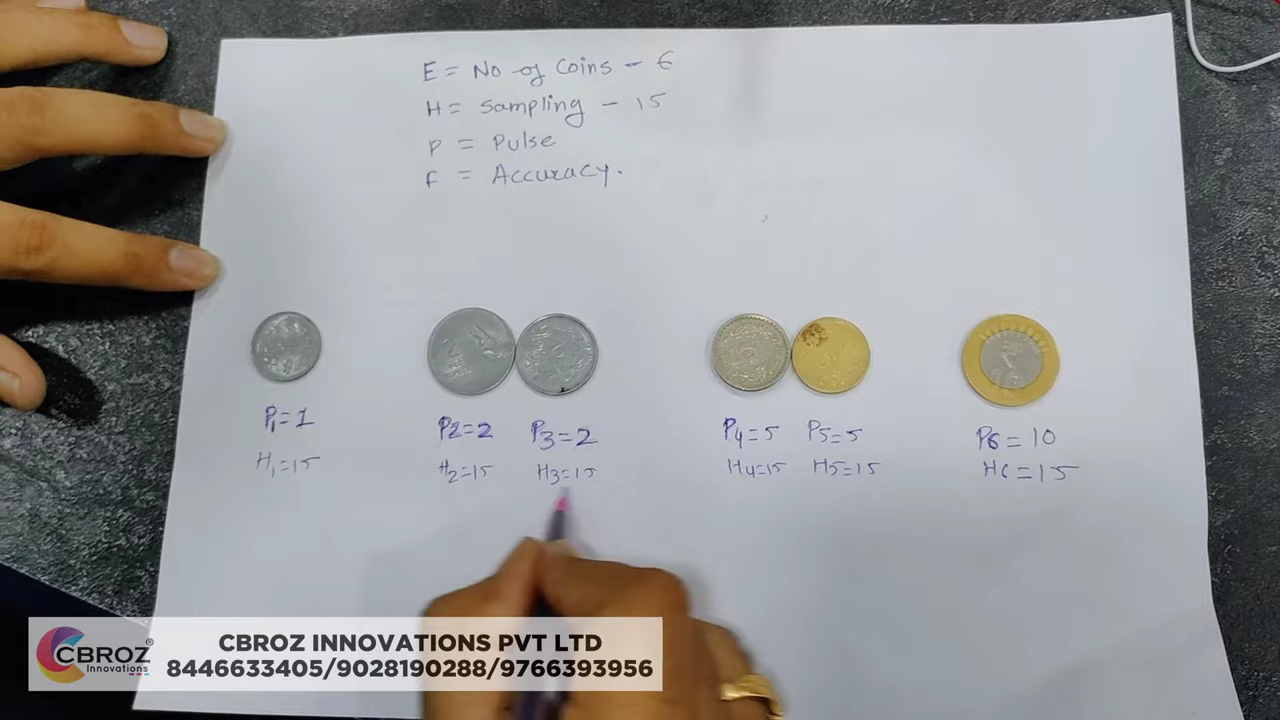 E = No of Coins - 6
H = Sampling - 15
P = Pulse
F = Accuracy.
P1=1 P2=2 P3=2 P4=5 P5=5 P6=10
H1=15 H2=15 H3=15 H4=15 H5=15 H6=15
CBROZ INNOVATIONS PVT LTD
8446633405/9028190288/9766393956
CBROZ®
Innovations